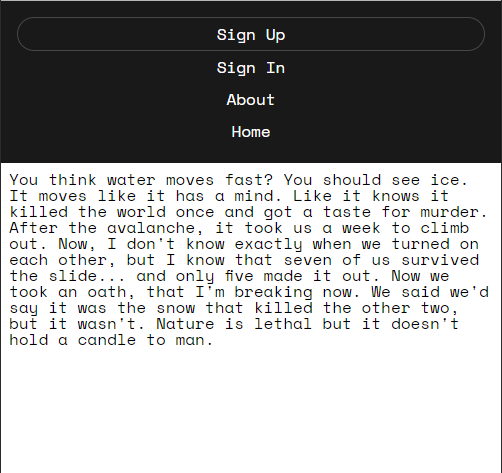 Sign Up
Sign In
About
Home
You think water moves fast? You should see ice.
It moves like it has a mind. Like it knows it
killed the world once and got a taste for murder.
After the avalanche, it took us a week to climb
out. Now, I don't know exactly when we turned on
each other, but I know that seven of us survived
the slide... and only five made it out. Now we
took an oath, that I'm breaking now. We said we'd
say it was the snow that killed the other two,
but it wasn't. Nature is lethal but it doesn't
hold a candle to man.